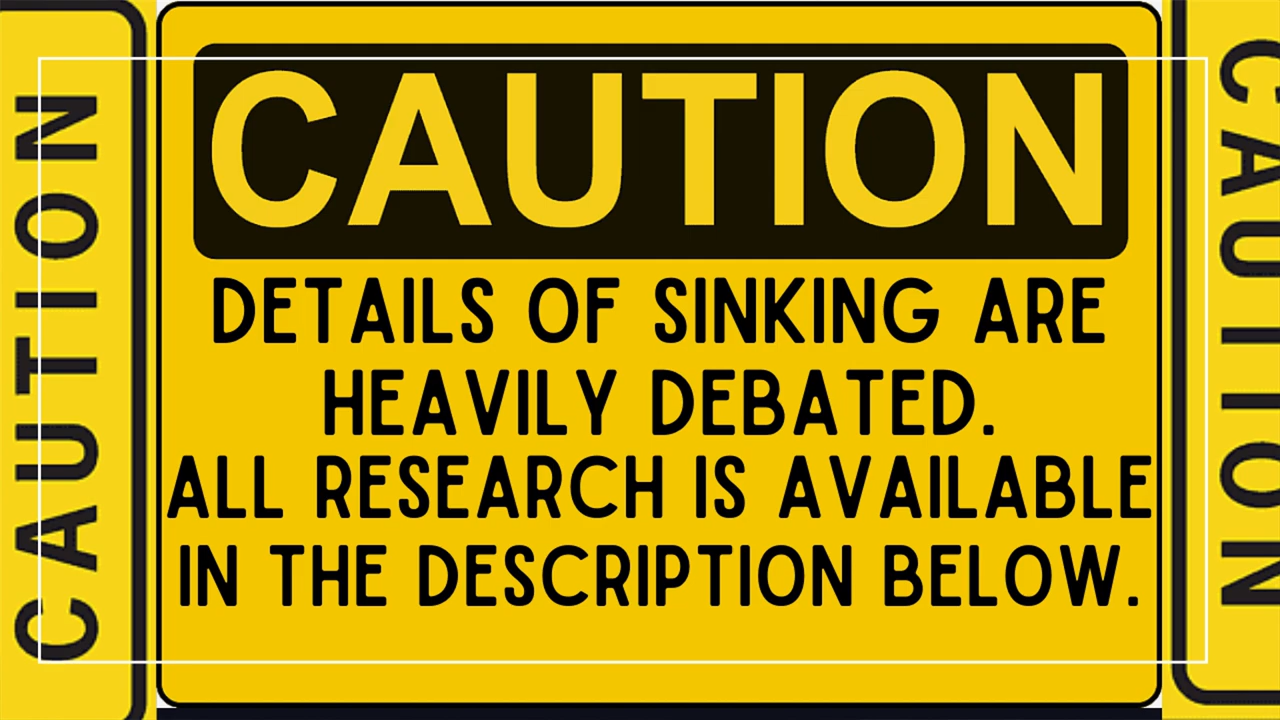 CAUTION
CAUTION
DETAILS OF SINKING ARE
HEAVILY DEBATED.
ALL RESEARCH IS AVAILABLE
IN THE DESCRIPTION BELOW.
CAUTION